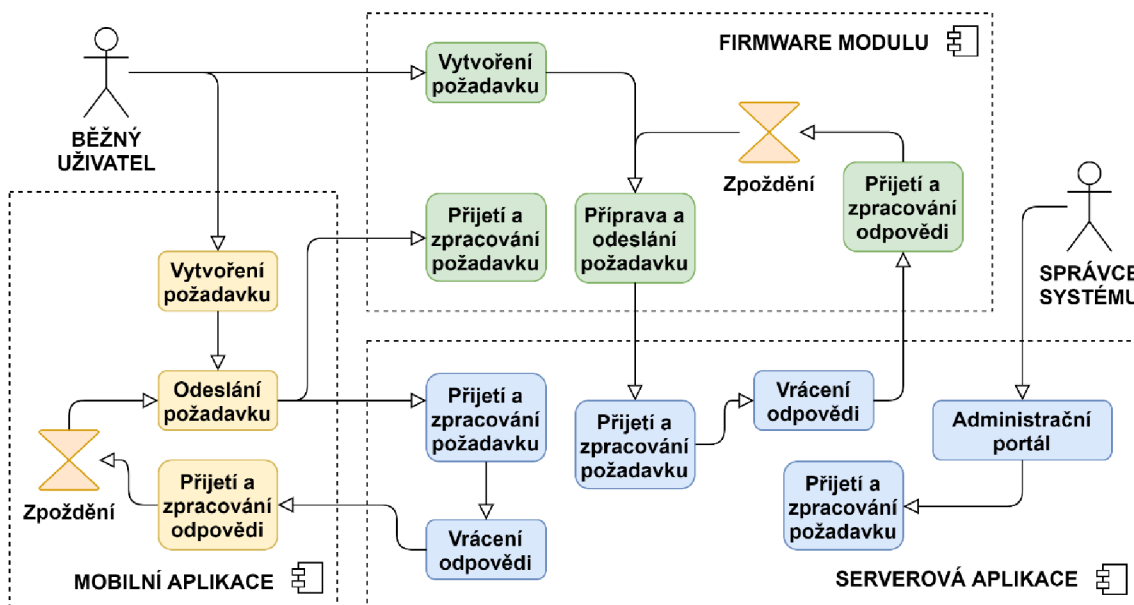 FIRMWARE MODULU
BĚŽNÝ
UŽIVATEL
Vytvoření
požadavku
Zpoždění
Přijetí a
zpracování
odpovědi
Přijetí a
zpracování
požadavku
Příprava a
odeslání
požadavku
SPRÁVCE
SYSTÉMU
Vytvoření
požadavku
Odeslání
požadavku
Zpoždění
Přijetí a
zpracování
odpovědi
MOBILNÍ APLIKACE
Přijetí a
zpracování
požadavku
Vrácení
odpovědi
Přijetí a
zpracování
požadavku
Vrácení
odpovědi
Administrační
portál
Přijetí a
zpracování
požadavku
SERVEROVÁ APLIKACE